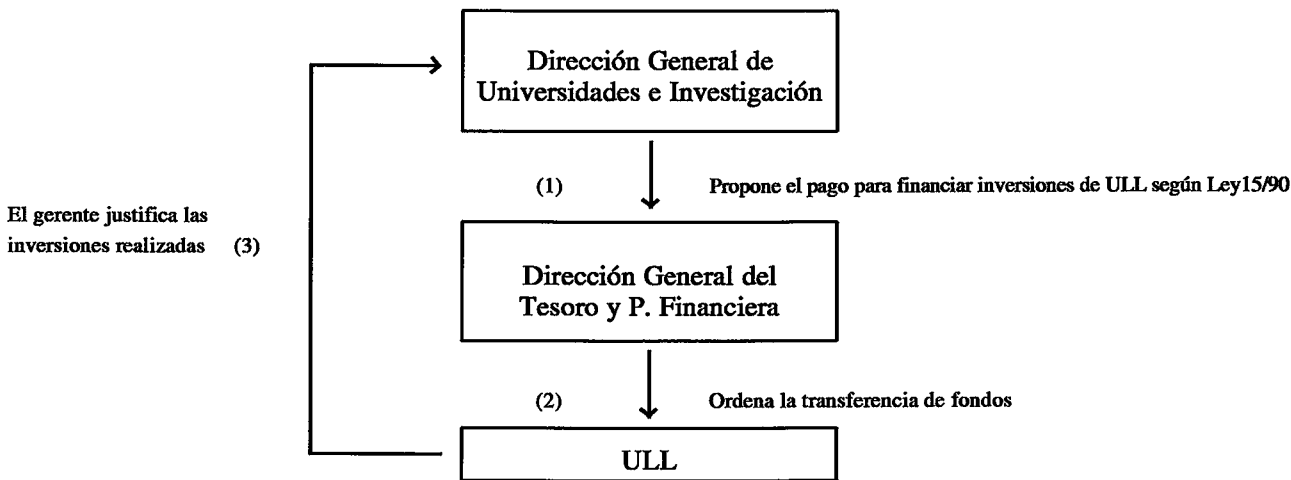 Dirección General de
Universidades e Investigación
(1) Propone el pago para financiar inversiones de ULL según Ley15/90
El gerente justifica las
inversiones realizadas (3)
Dirección General del
Tesoro y P. Financiera
(2) Ordena la transferencia de fondos
ULL